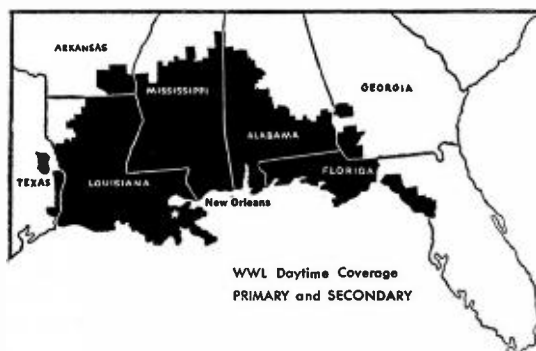 ARKANSAS
MISSISSIPPI
GEORGIA
ALABAMA
TEXAS
LOUISIANA
FLORIDA
New Orleans
WWL Daytime Coverage
PRIMARY and SECONDARY